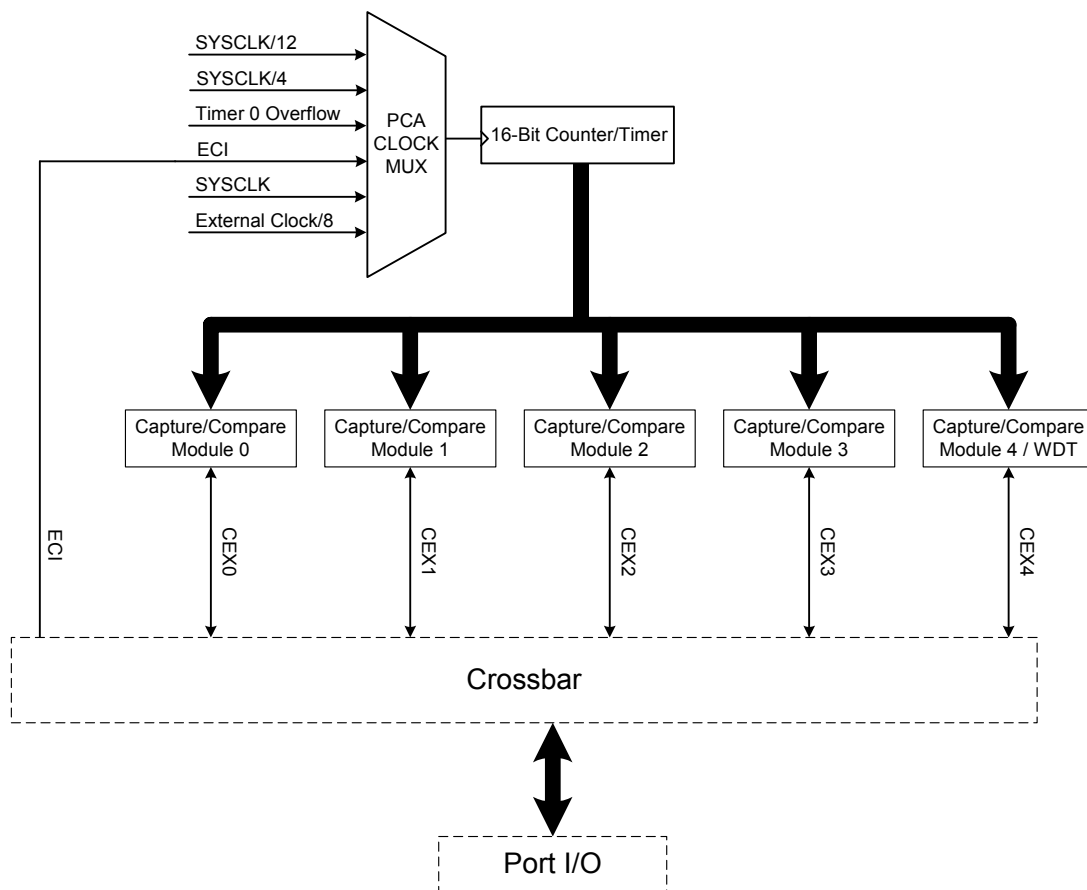 SYSCLK/12
SYSCLK/4
Timer 0 Overflow
ECI
SYSCLK
External Clock/8
PCA
CLOCK
MUX
16-Bit Counter/Timer
Capture/Compare
Module 0
Capture/Compare
Module 1
Capture/Compare
Module 2
Capture/Compare
Module 3
Capture/Compare
Module 4 / WDT
ECI
CEX0
CEX1
CEX2
CEX3
CEX4
Crossbar
Port I/O